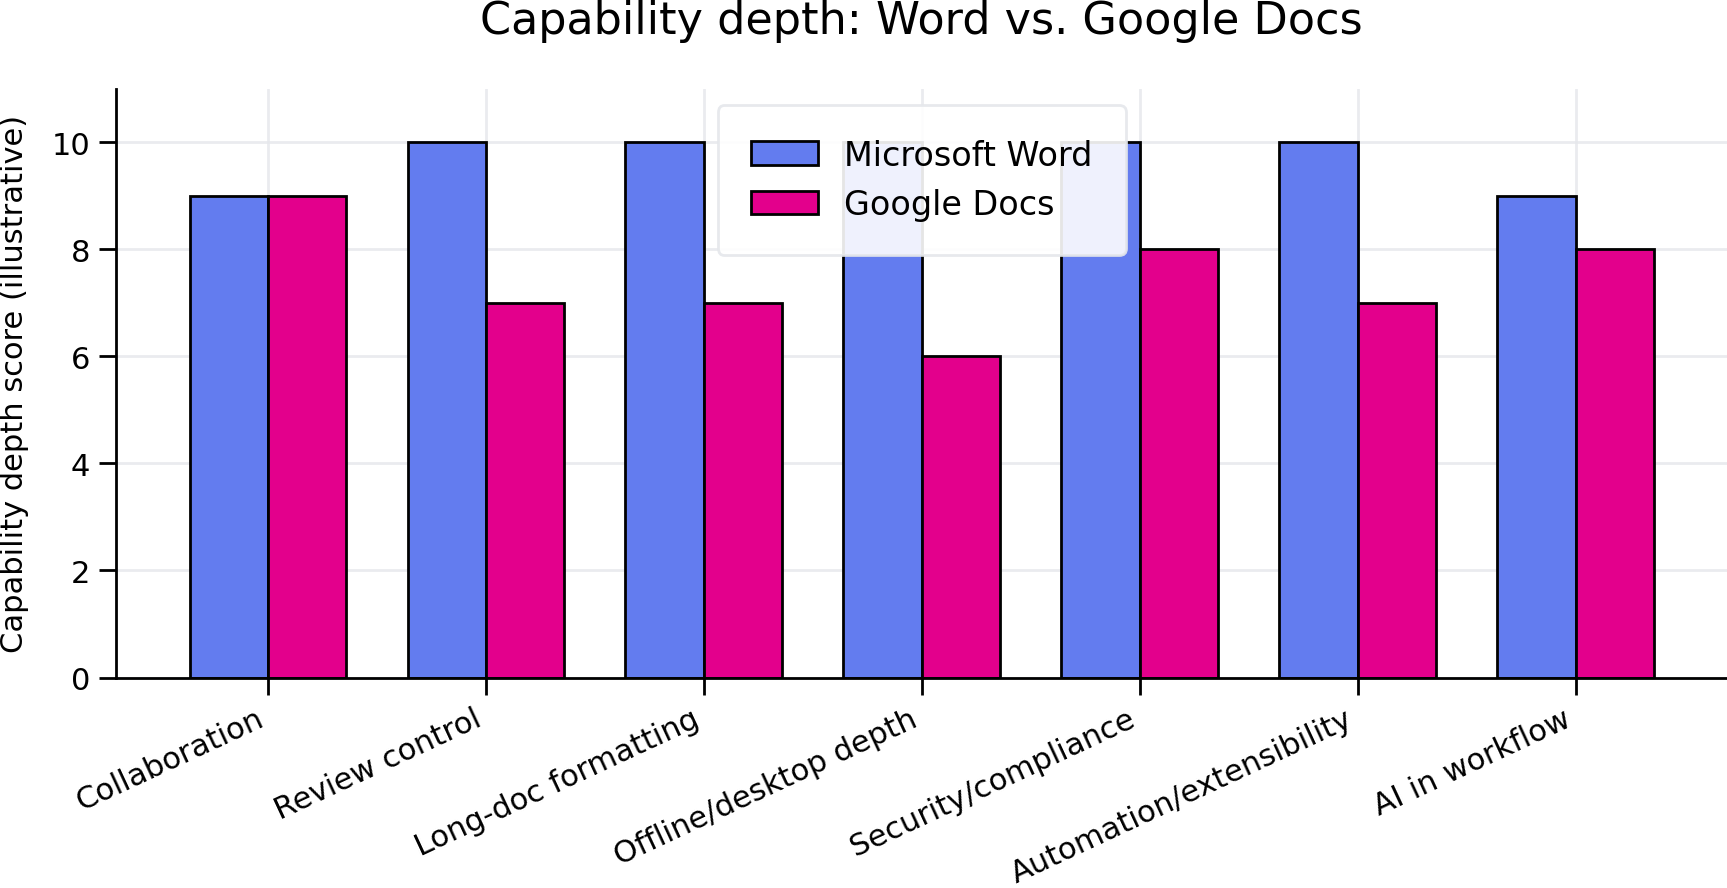 Capability depth: Word vs. Google Docs
Capability depth score (illustrative)
10
8
6
4
2
0
Microsoft Word
Google Docs
Collaboration
Review control
Long-doc formatting
Offline/desktop depth
Security/compliance
Automation/extensibility
AI in workflow